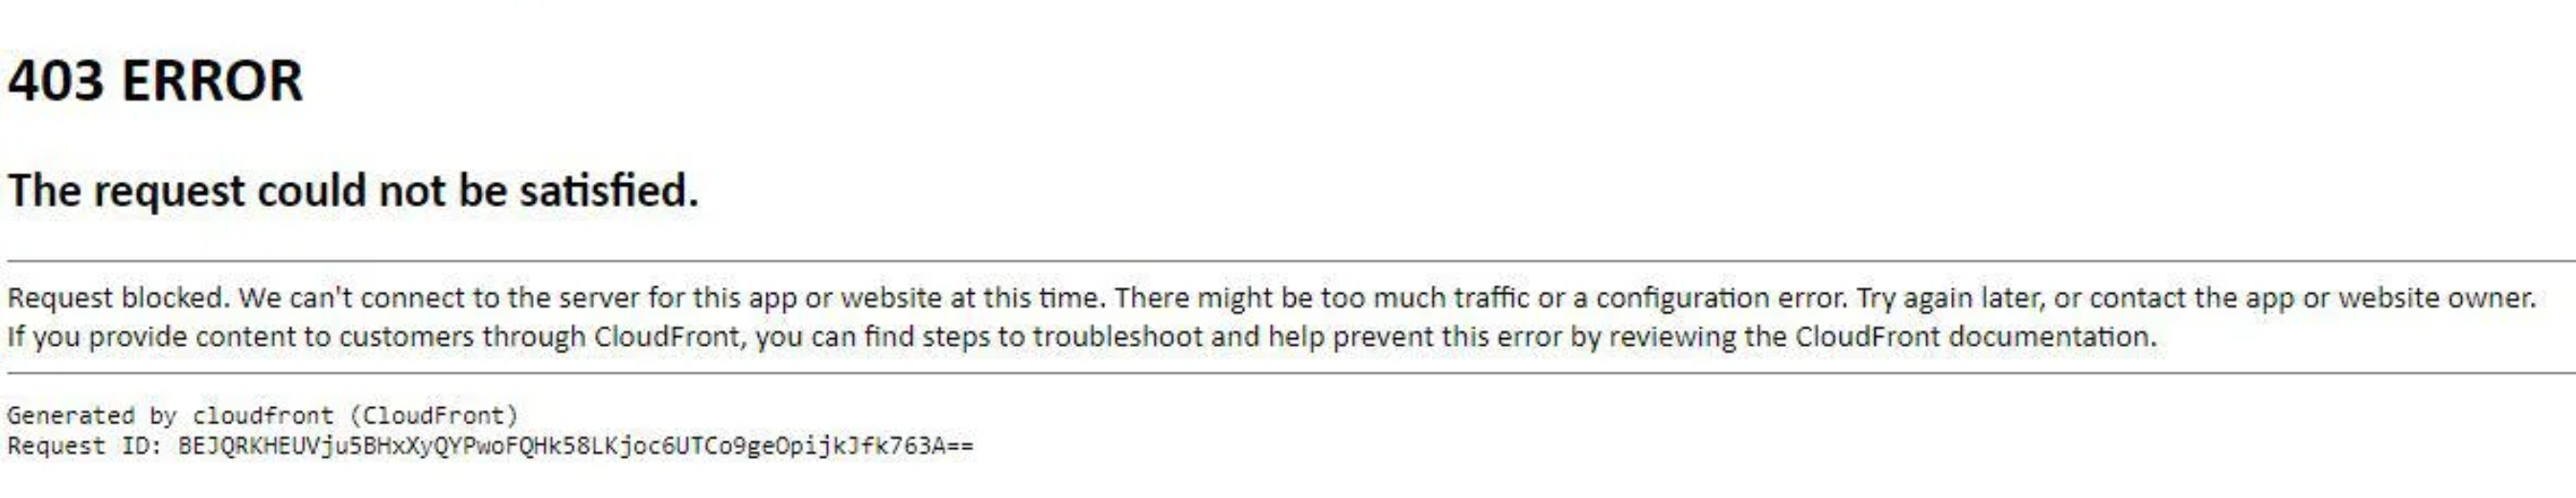 403 ERROR
The request could not be satisfied.
Request blocked. We can't connect to the server for this app or website at this time. There might be too much traffic or a configuration error. Try again later, or contact the app or website owner.
If you provide content to customers through CloudFront, you can find steps to troubleshoot and help prevent this error by reviewing the CloudFront documentation.
Generated by cloudfront (CloudFront)
Request ID: BEJQRKHEUVju5BHxXyQYPwoFQHk58LKjoc6UTCo9geOpijkJfk763A==